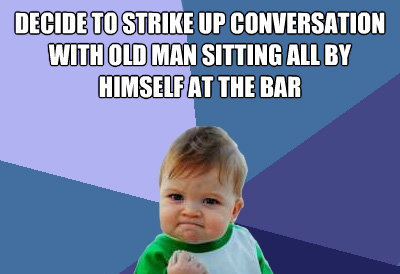 DECIDE TO STRIKE UP CONVERSATION
WITH OLD MAN SITTING ALL BY
HIMSELF AT THE BAR